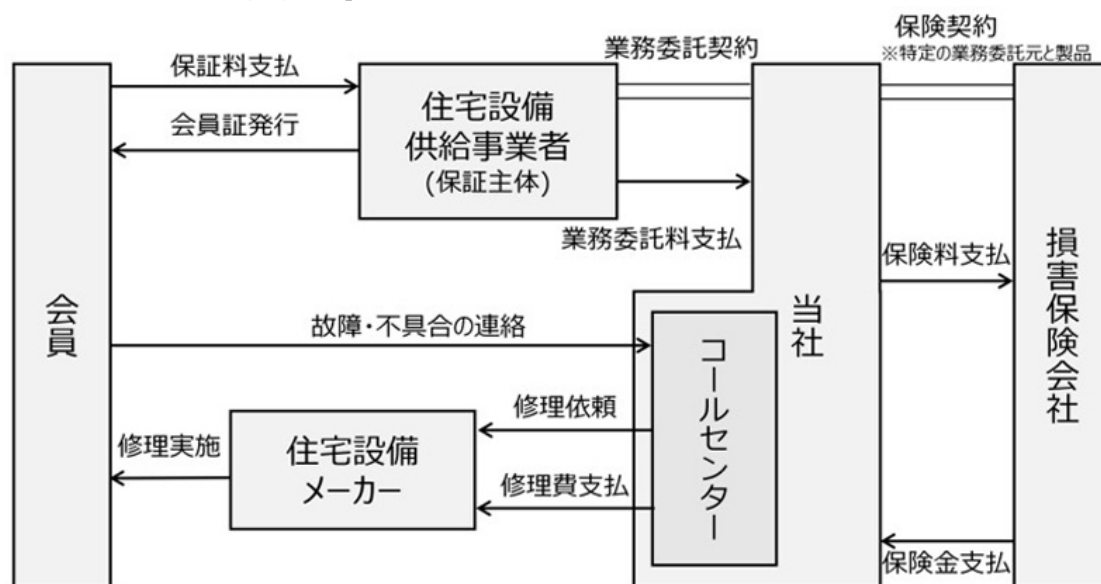 保険契約
業務委託契約
※特定の業務委託元と製品
保証料支払
住宅設備
供給事業者
(保証主体)
会員証発行
業務委託料支払
保険料支払
会員
当社
損害保険会社
故障・不具合の連絡
コールセンター
修理依頼
住宅設備
メーカー
修理実施
修理費支払
保険金支払